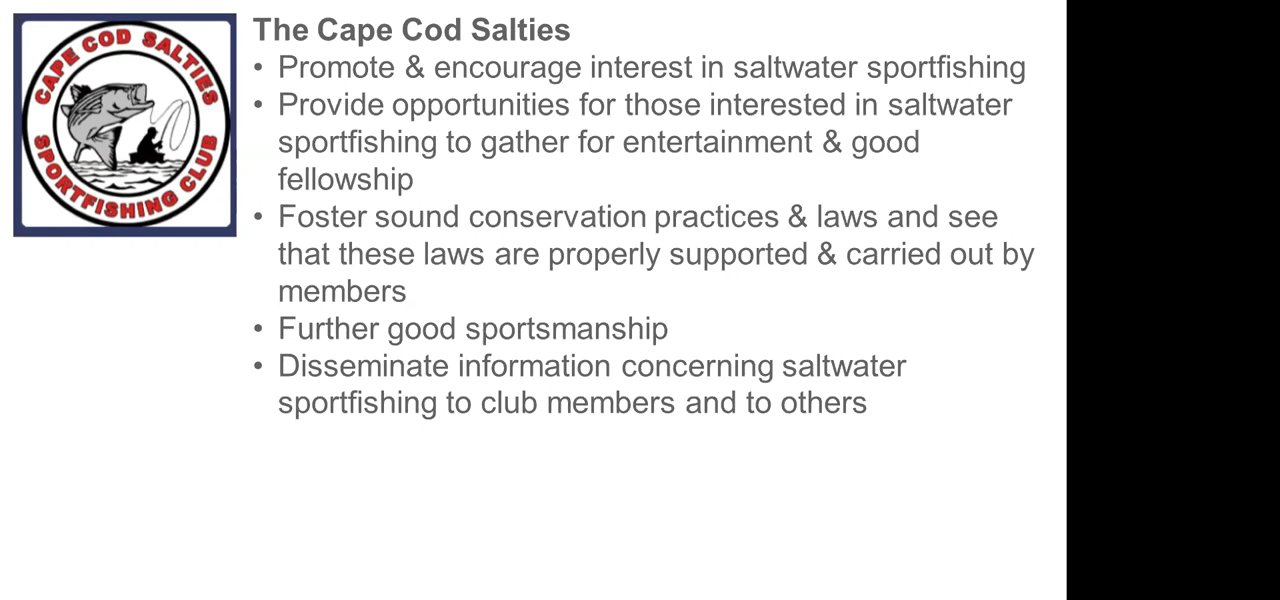 CAPE COD SALTIES
SPORTFISHING CLUB
The Cape Cod Salties
• Promote & encourage interest in saltwater sportfishing
• Provide opportunities for those interested in saltwater
sportfishing to gather for entertainment & good
fellowship
• Foster sound conservation practices & laws and see
that these laws are properly supported & carried out by
members
• Further good sportsmanship
• Disseminate information concerning saltwater
sportfishing to club members and to others